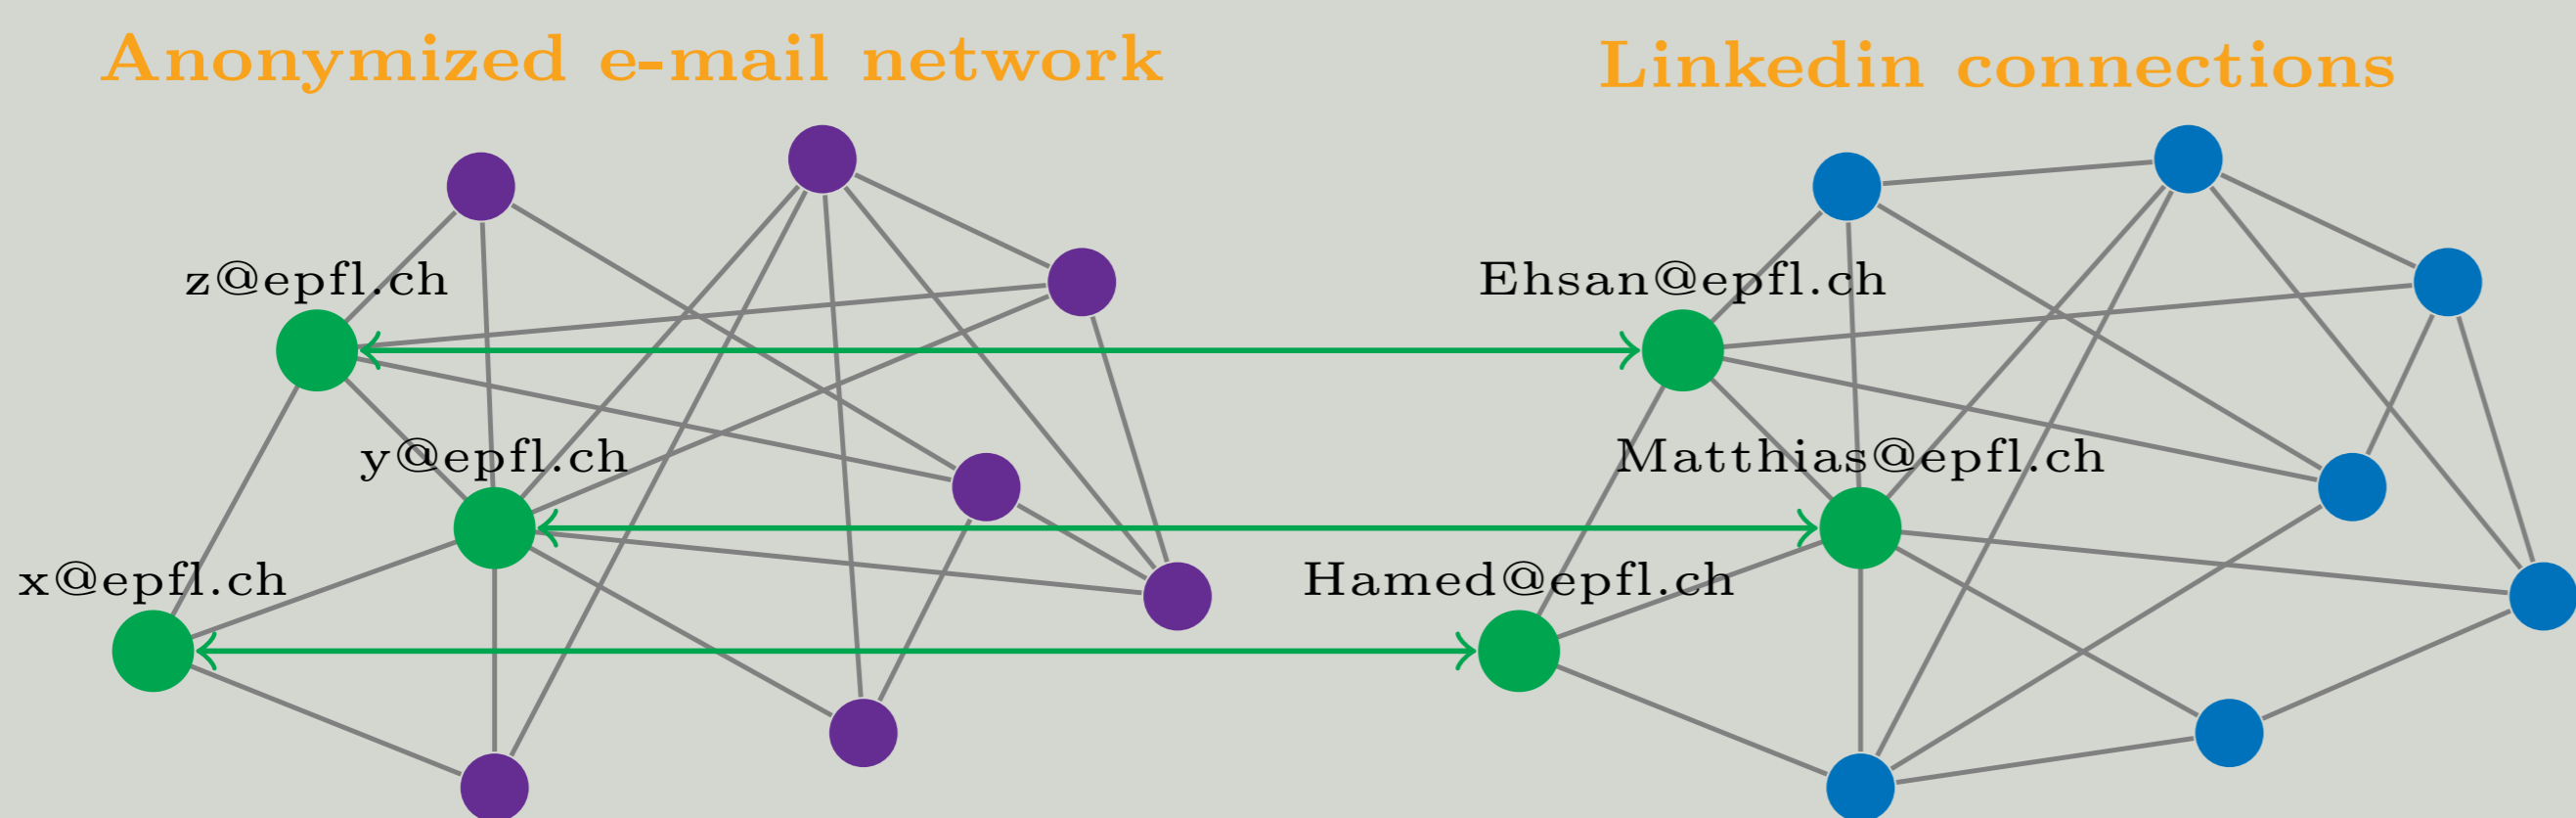 Anonymized e-mail network
Linkedin connections
z@epfl.ch
Ehsan@epfl.ch
y@epfl.ch
Matthias@epfl.ch
x@epfl.ch
Hamed@epfl.ch